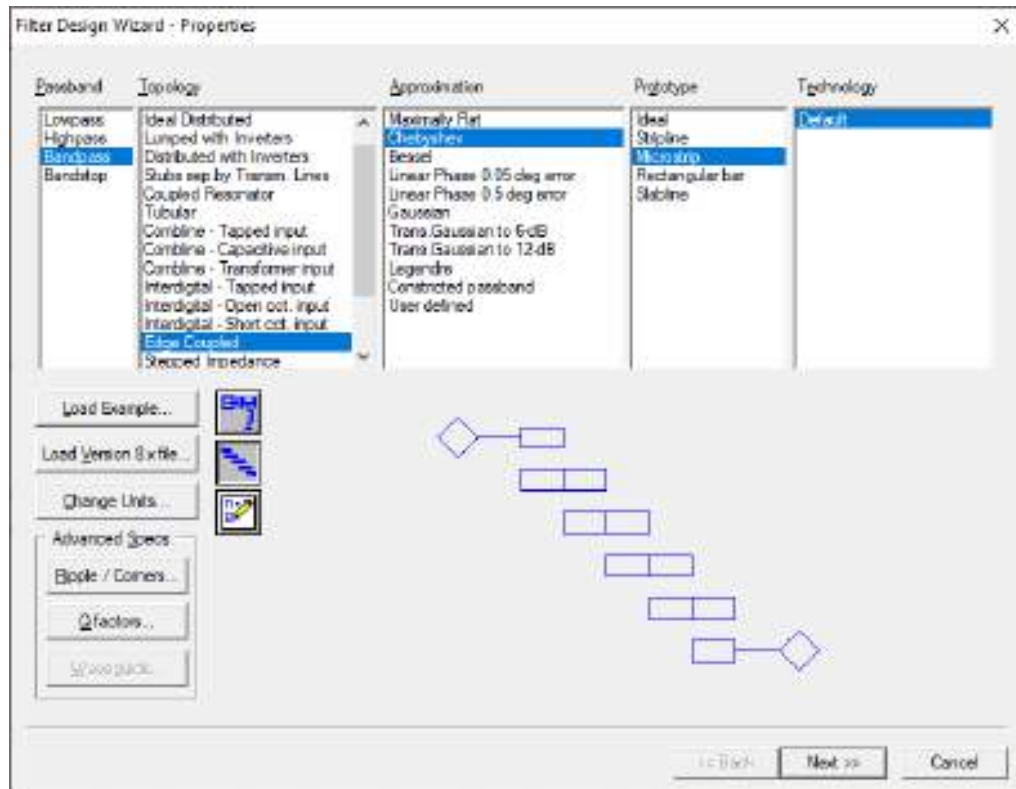 Filter Design Wizard - Properties
Passband
Lowpass
Highpass
Bandpass
Bandstop
Topology
Ideal Distributed
Lumped with Inverters
Distributed with Inverters
Stubs sep.by Transm. Lines
Coupled Resonator
Tubular
Combline - Tapped input
Combline - Capacitive input
Combline - Transformer input
Interdigital - Tapped input
Interdigital - Open cct. input
Interdigital - Short cct. input
Edge Coupled
Stepped Impedance
Approximation
Maximally Flat
Chebyshev
Bessel
Linear Phase 0.05 deg error
Linear Phase 0.5 deg error
Gaussian
Trans.Gaussian to 6-dB
Trans.Gaussian to 12-dB
Legendre
Constricted passband
User defined
Prototype
Ideal
Stripline
Microstrip
Rectangular bar
Slabline
Technology
Default
Load Example...
Load Version 8.x file...
Change Units...
Advanced Specs
Ripple / Corners...
Q factors...
Waveguide...
<< Back
Next >>
Cancel